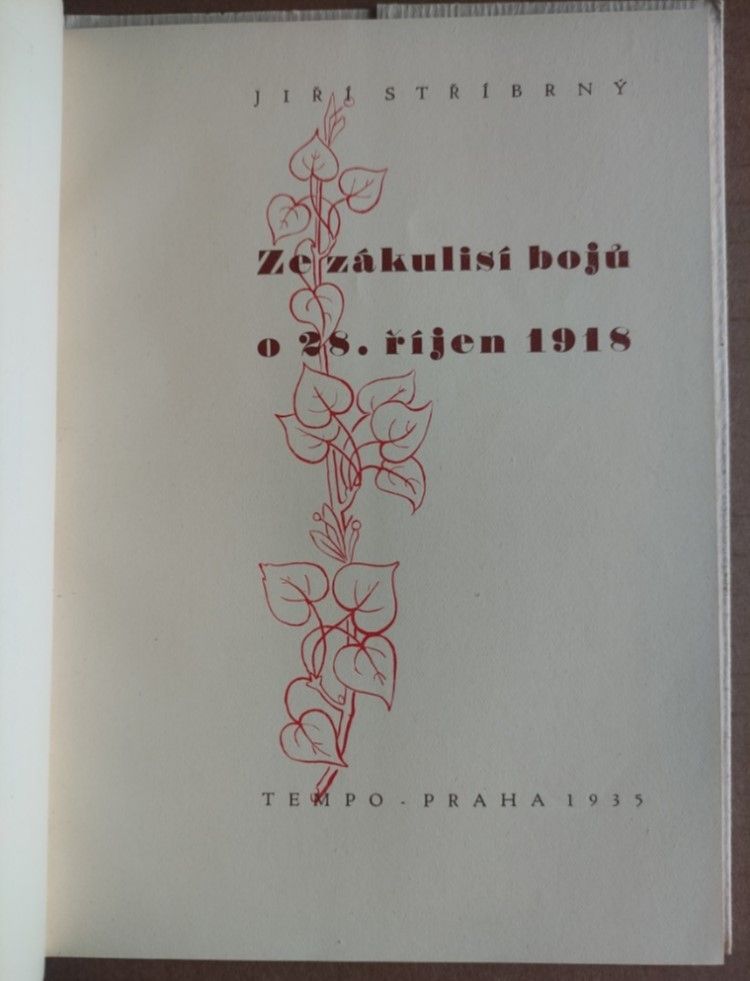 JIŘÍ STŘÍBRNÝ
Ze zákulisí bojů
o 28. říjen 1918
TEMPO - PRAHA 1935